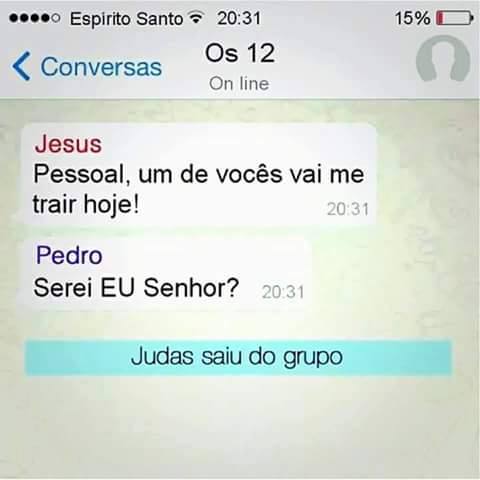 Espirito Santo 20:31 15%
Os 12
Conversas
On line
Jesus
Pessoal, um de vocês vai me
trair hoje! 20:31
Pedro
Serei EU Senhor? 20:31
Judas saiu do grupo